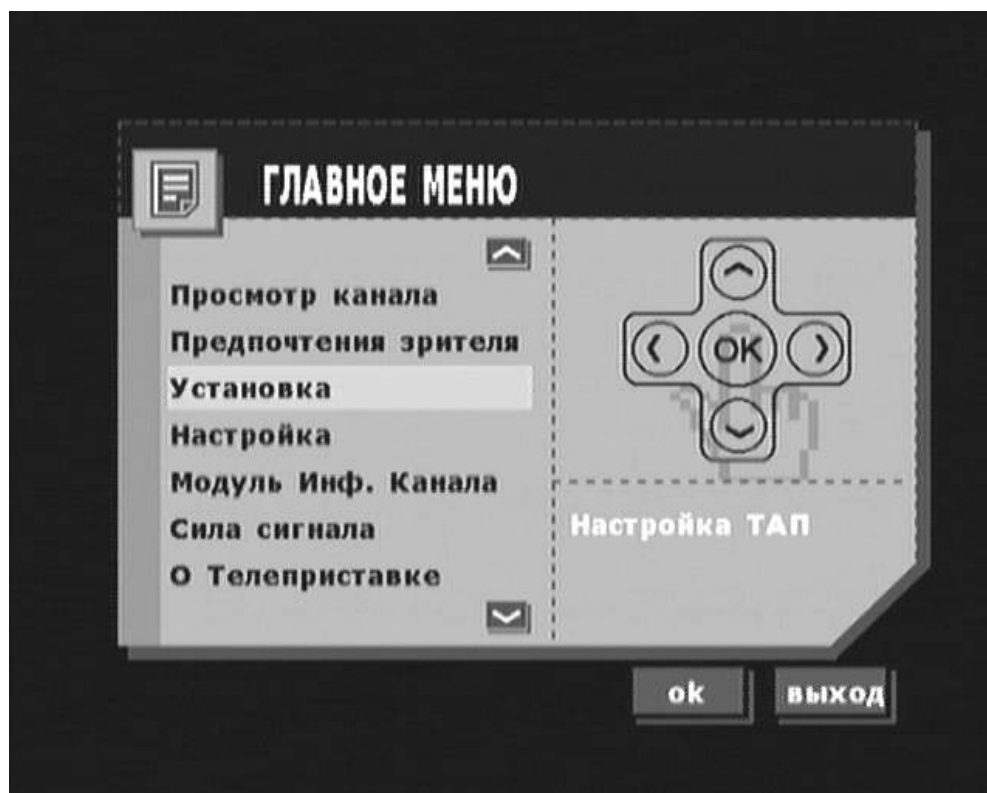 ГЛАВНОЕ МЕНЮ
Просмотр канала
Предпочтения зрителя
Установка
Настройка
Модуль Инф. Канала
Сила сигнала
О Телеприставке
OK
Настройка ТАП
ok
выход